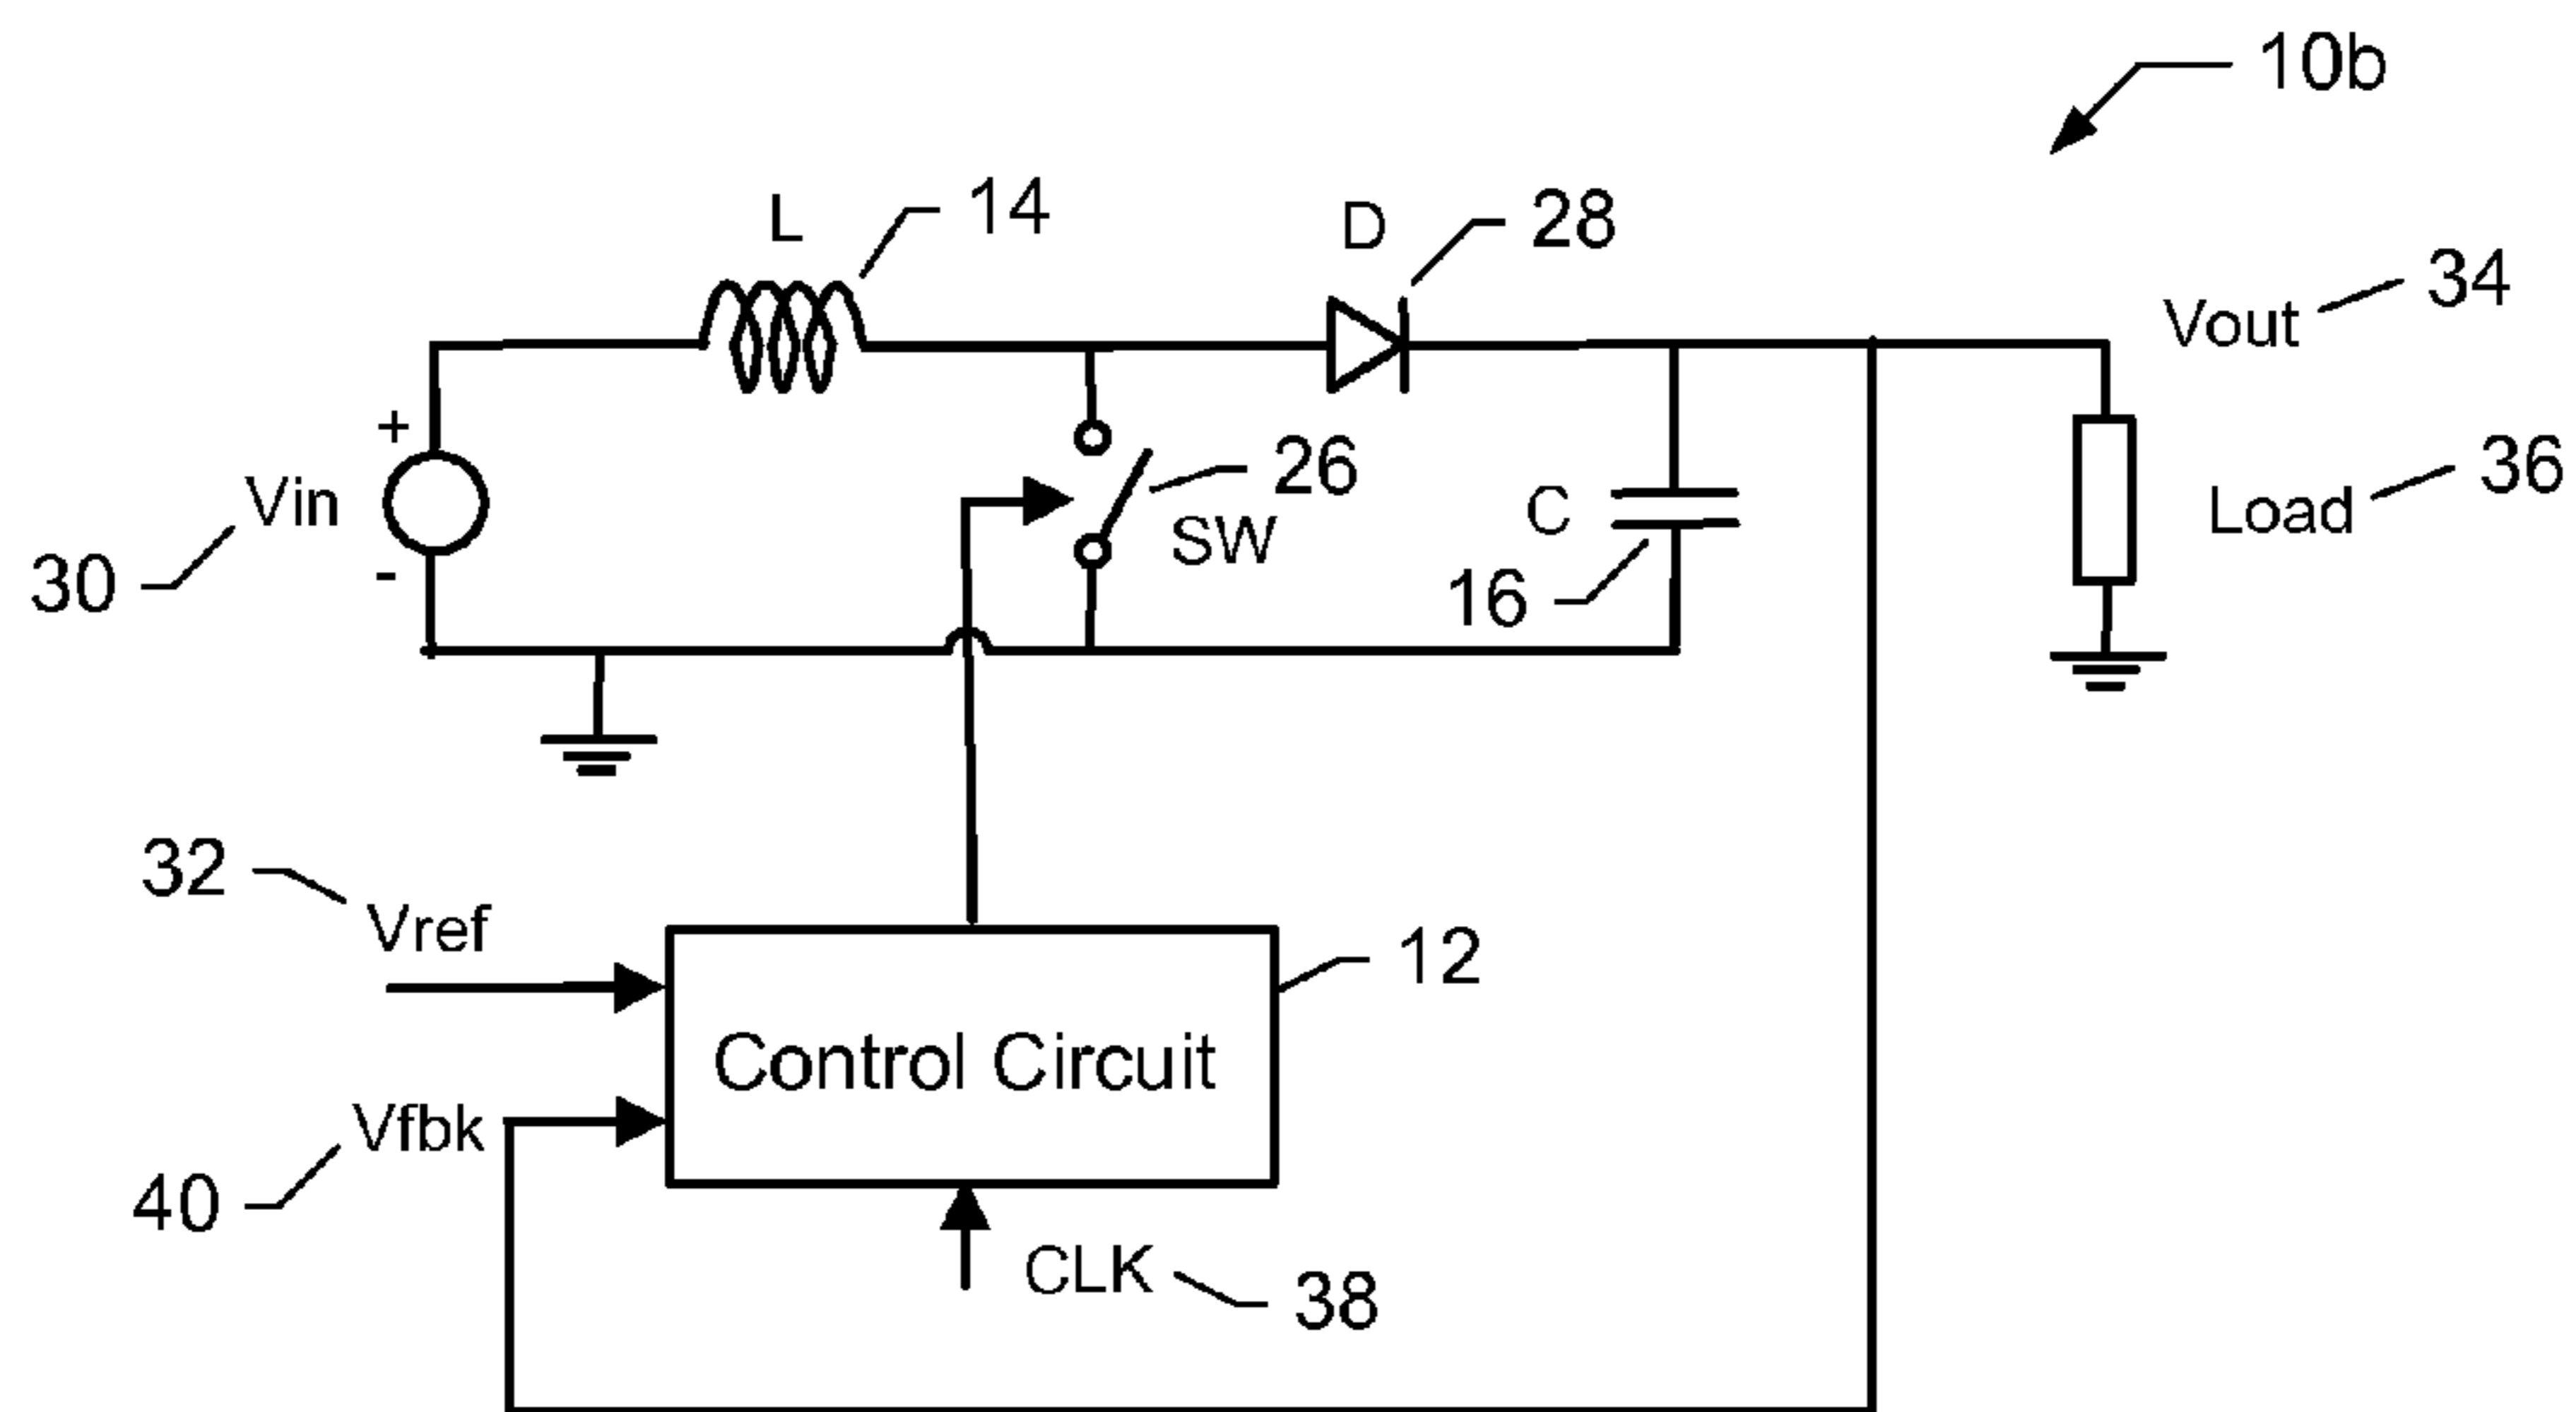 10b
L 14
D 28
Vout 34
+
Vin
-
30
26
SW
C
16
Load 36
32
Vref
12
Control Circuit
Vfbk
40
CLK 38